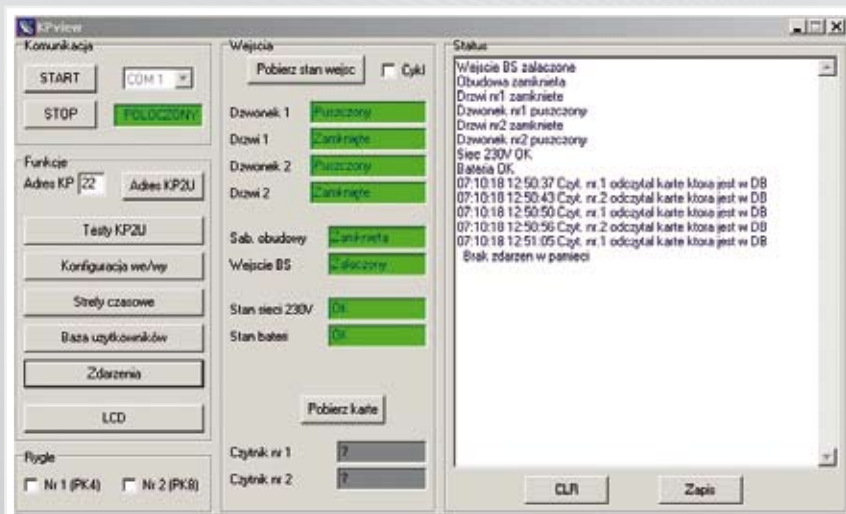 KPview
Komunikacja
START
COM 1
STOP
POLOCZONY
Funkcje
Adres KP 22
Adres KP2U
Testy KP2U
Konfiguracja we/wy
Strefy czasowe
Baza uzytkowników
Zdarzenia
LCD
Rygle
Nr 1 (PK4)
Nr 2 (PK8)
Wejscia
Pobierz stan wejsc
Cykl
Dzwonek 1 Puszczony
Drzwi 1 Zamknięte
Dzwonek 2 Puszczony
Drzwi 2 Zamknięte
Sab. obudowy Zamknieta
Wejscie BS Zalaczony
Stan sieci 230V OK
Stan baterii OK
Pobierz karte
Czytnik nr 1 ?
Czytnik nr 2 ?
Status
Wejscie BS zalaczone
Obudowa zamknieta
Drzwi nr1 zamkniete
Dzwonek nr1 puszczony
Drzwi nr2 zamkniete
Dzwonek nr2 puszczony
Siec 230V OK
Bateria OK
07:10:18 12:50:37 Czyt. nr.1 odczytal karte ktora jest w DB
07:10:18 12:50:43 Czyt. nr.2 odczytal karte ktora jest w DB
07:10:18 12:50:50 Czyt. nr.1 odczytal karte ktora jest w DB
07:10:18 12:50:56 Czyt. nr.2 odczytal karte ktora jest w DB
07:10:18 12:51:05 Czyt. nr.1 odczytal karte ktora jest w DB
Brak zdarzen w pamieci
CLR
Zapis